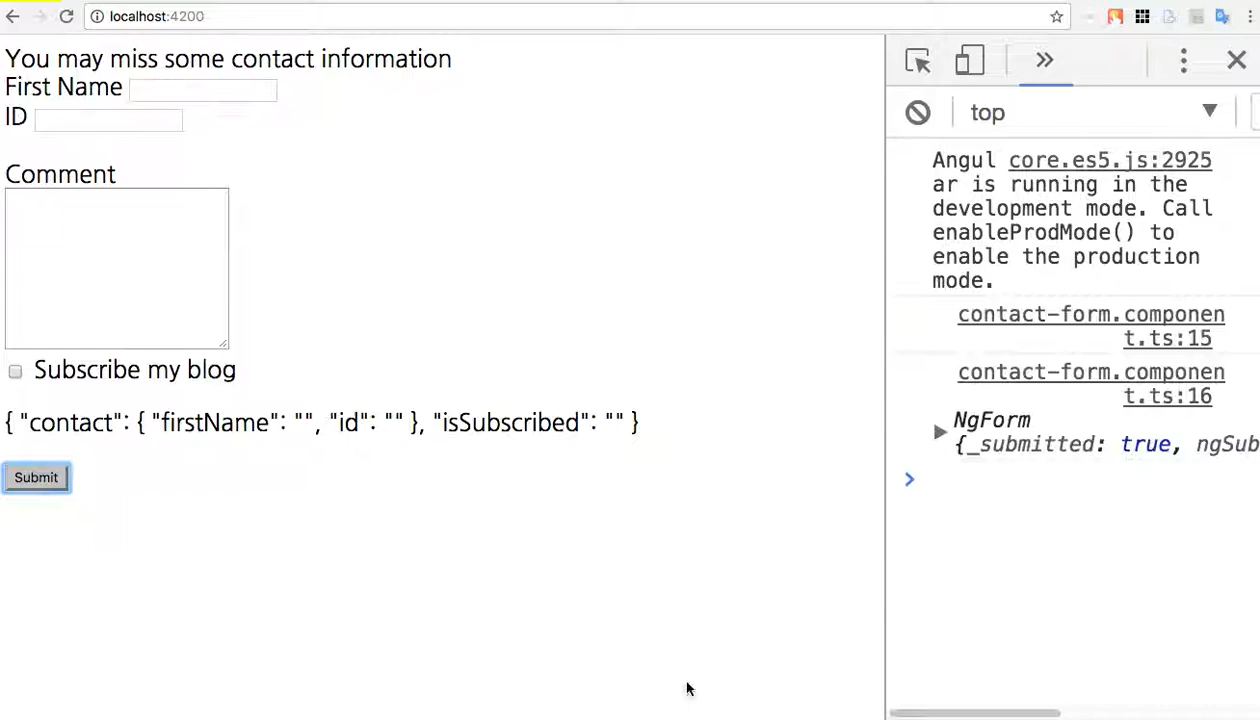 localhost:4200
You may miss some contact information
First Name
ID
Comment
Subscribe my blog
{ "contact": { "firstName": "", "id": "" }, "isSubscribed": "" }
Submit
top
Angul core.es5.js:2925
ar is running in the
development mode. Call
enableProdMode() to
enable the production
mode.
contact-form.componen
t.ts:15
contact-form.componen
t.ts:16
NgForm
{_submitted: true, ngSub